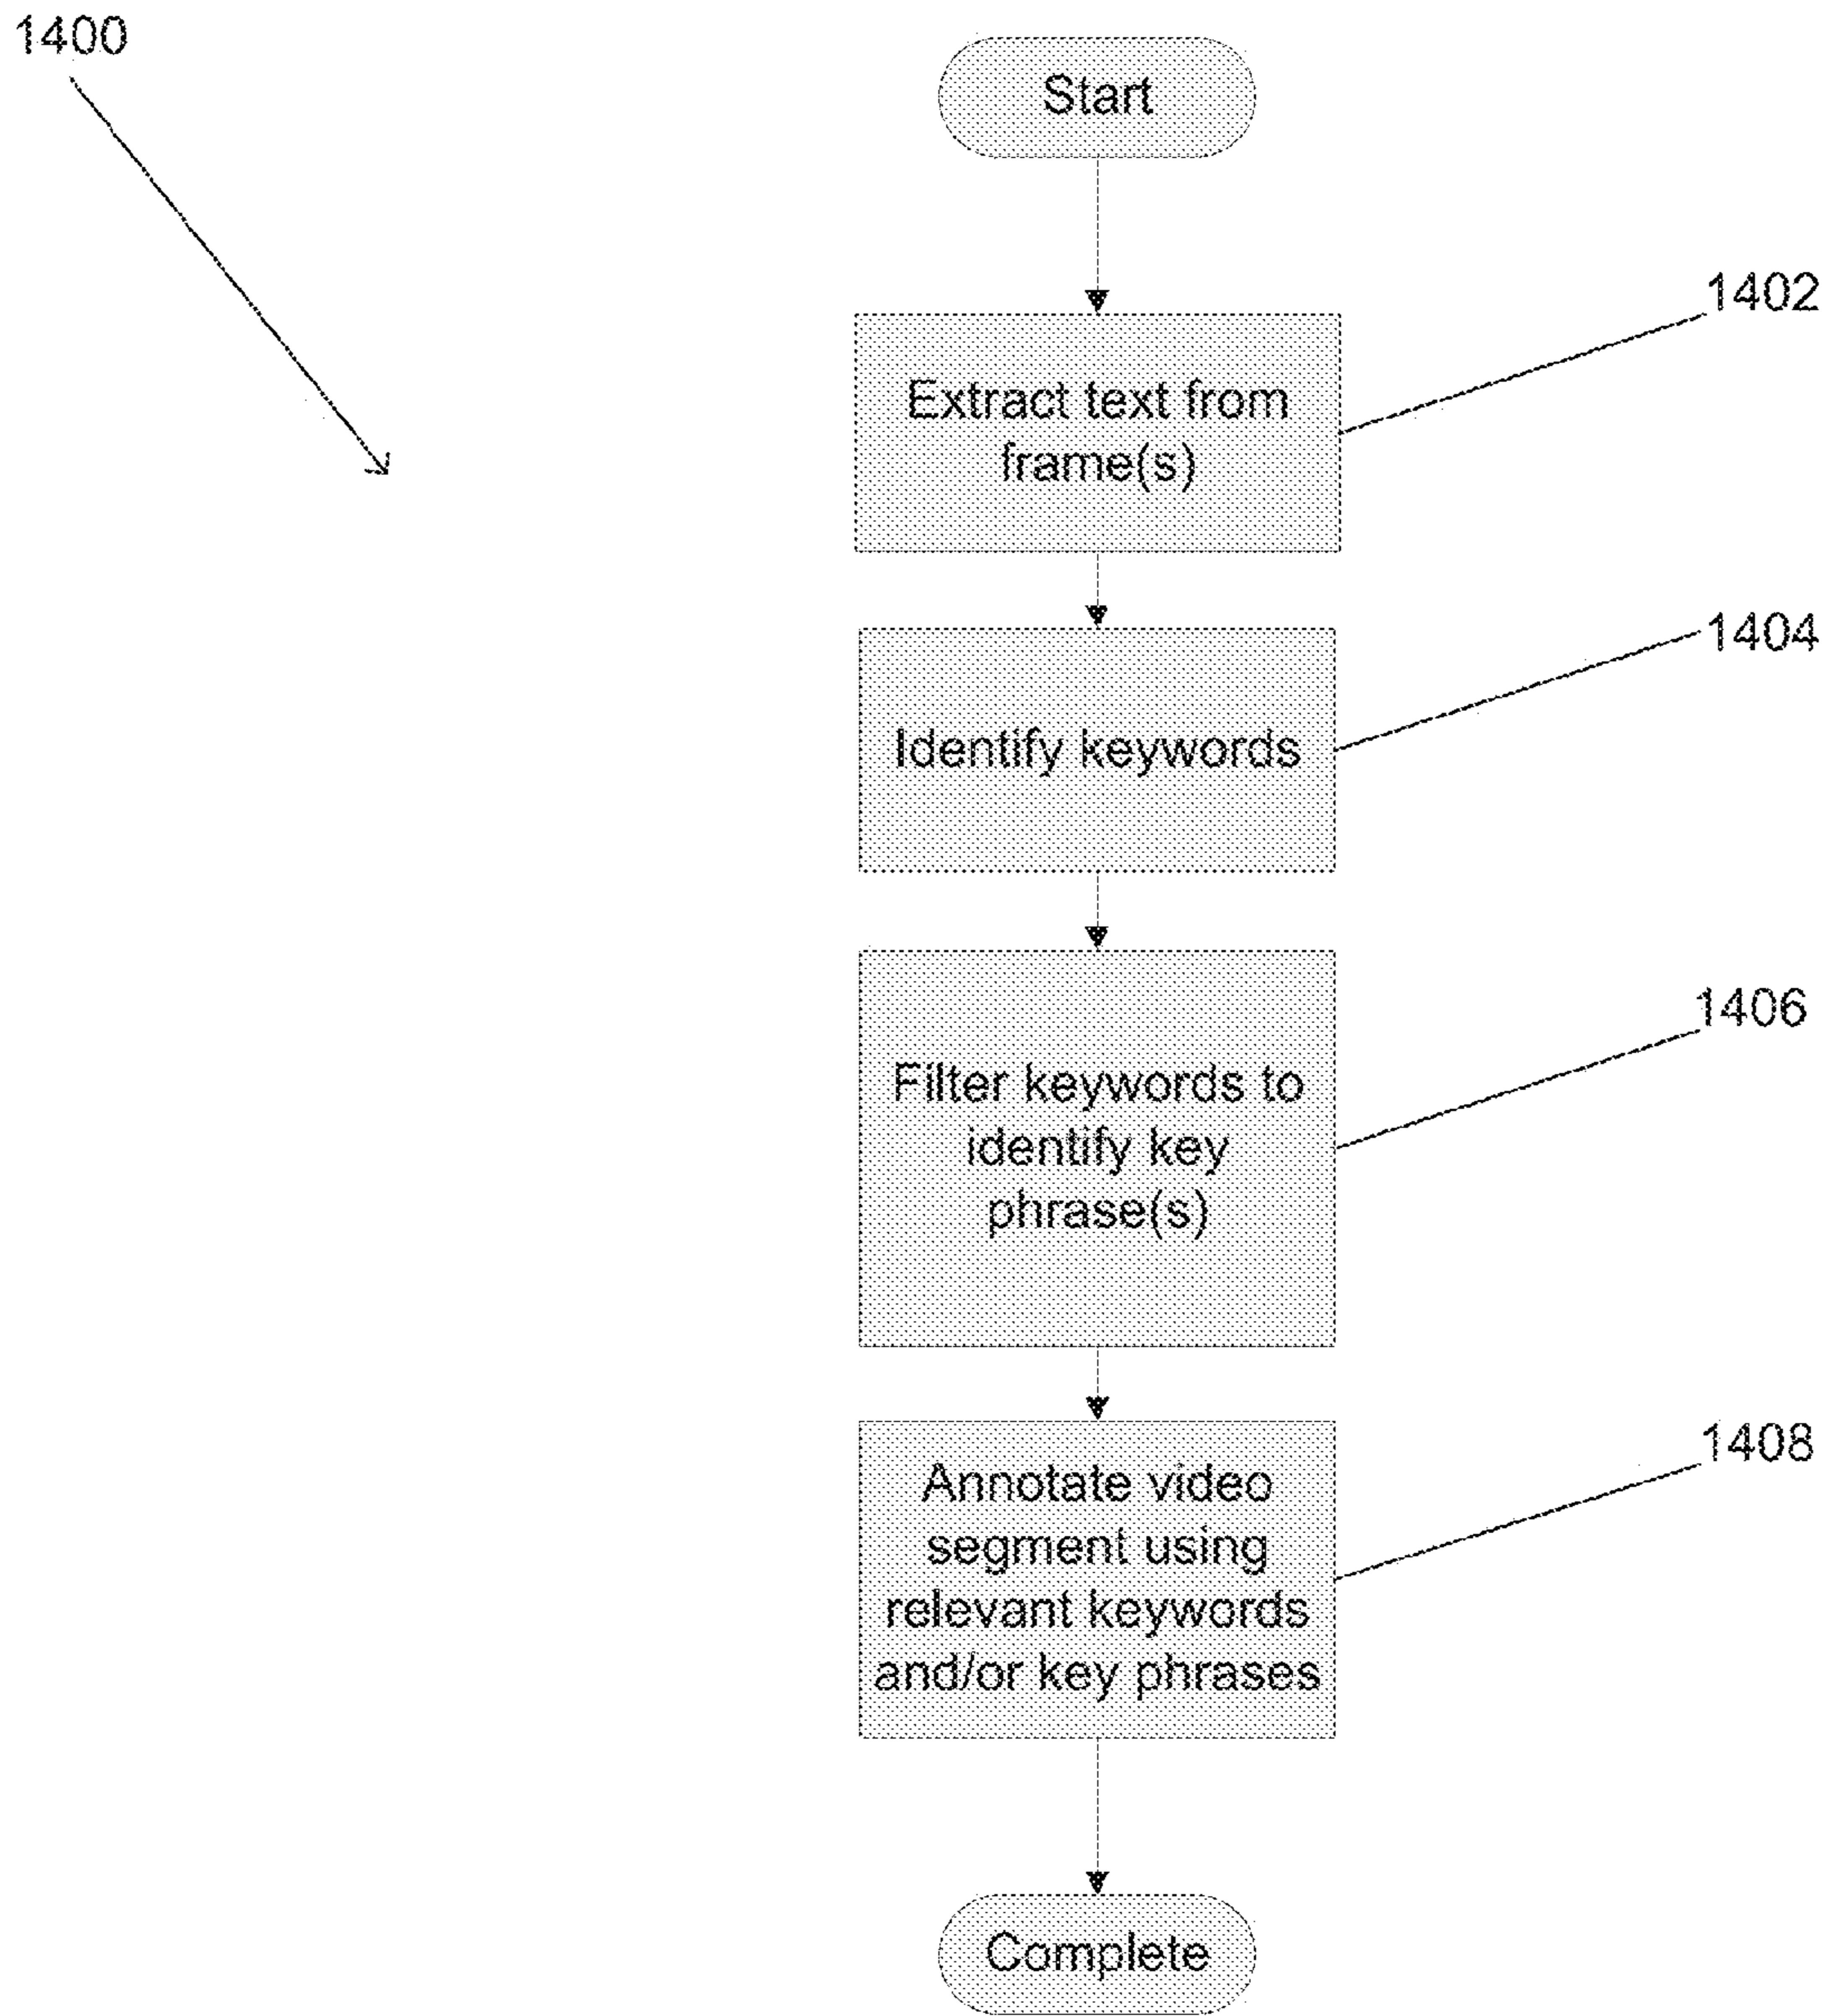 1400
Start
1402
Extract text from
frame(s)
1404
Identify keywords
1406
Filter keywords to
identify key
phrase(s)
1408
Annotate video
segment using
relevant keywords
and/or key phrases
Complete